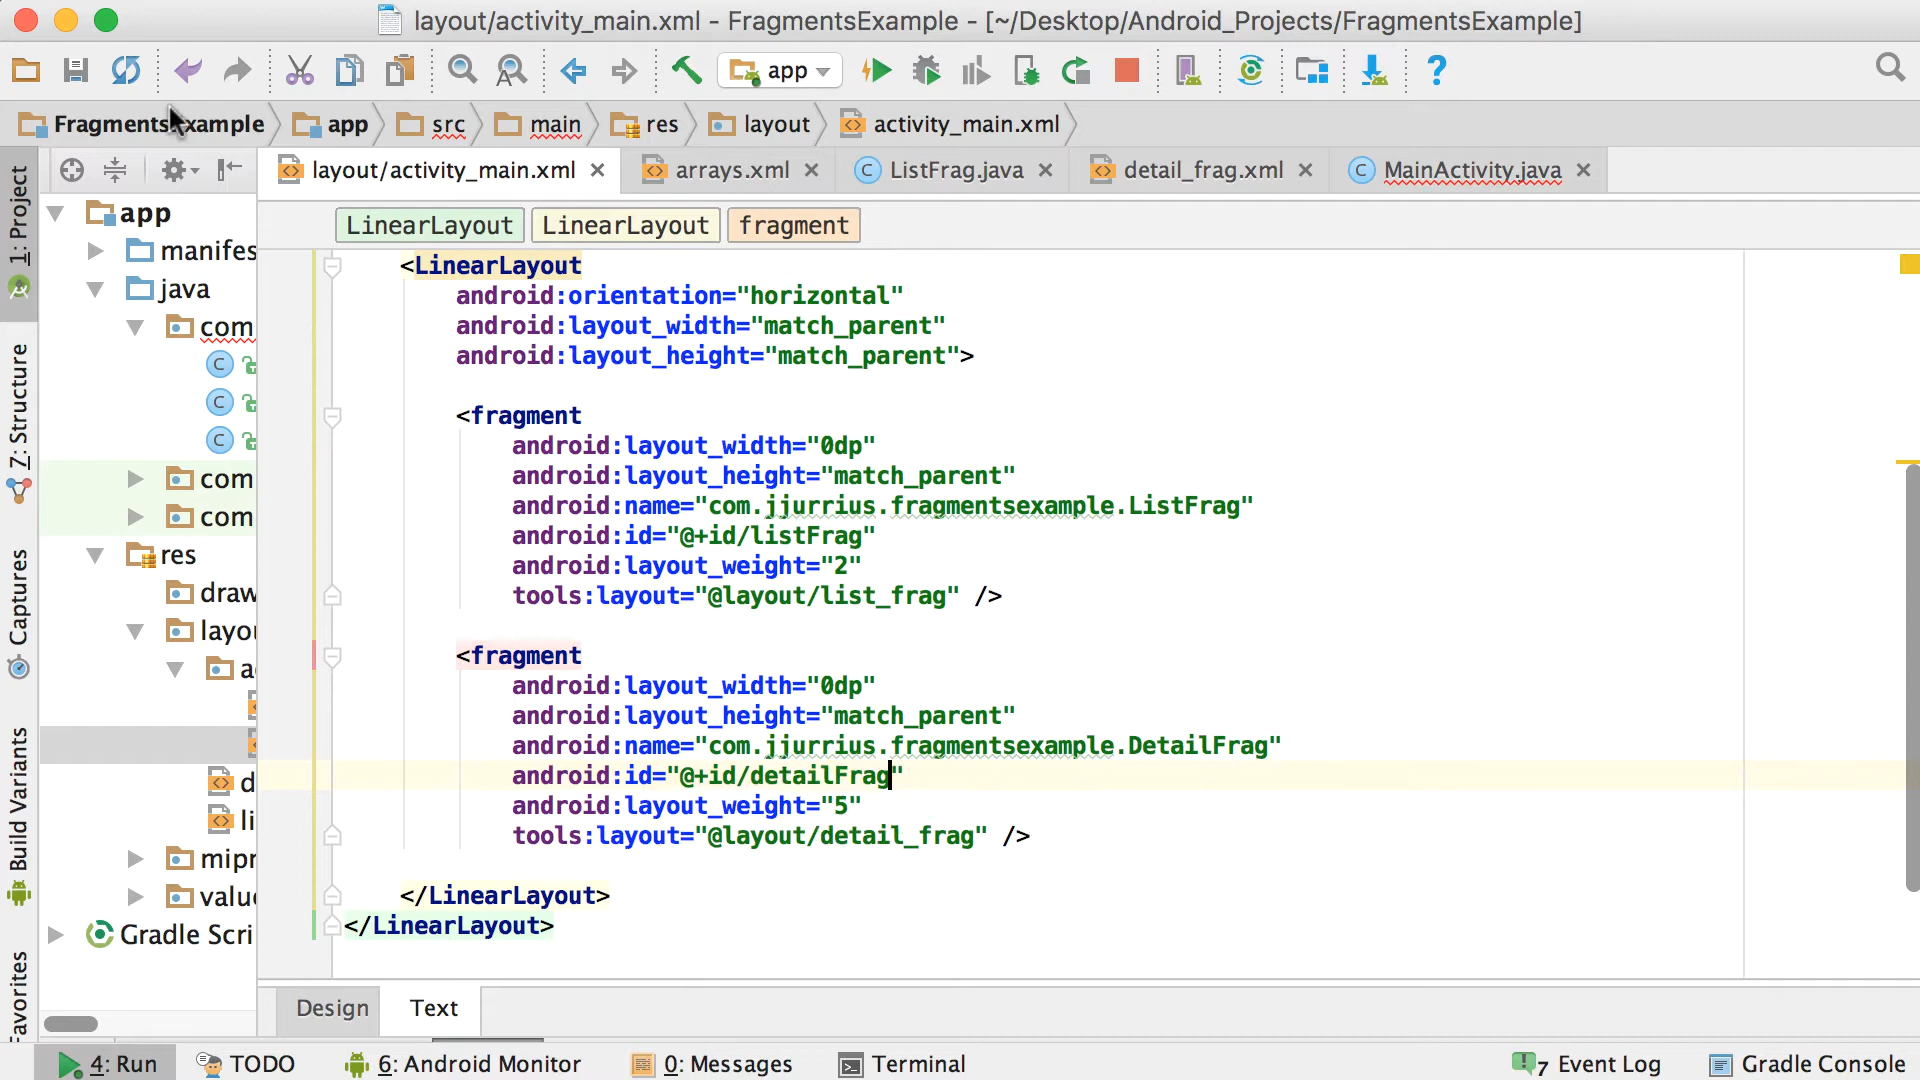 layout/activity_main.xml - FragmentsExample - [~/Desktop/Android_Projects/FragmentsExample]
app
FragmentsExample app src main res layout activity_main.xml
layout/activity_main.xml arrays.xml ListFrag.java detail_frag.xml MainActivity.java
LinearLayout LinearLayout fragment
1: Project
Z: Structure
Captures
Build Variants
Favorites
app
manifes
java
com
com
com
res
draw
layou
a
d
li
mipr
valu
Gradle Scri
<LinearLayout
android:orientation="horizontal"
android:layout_width="match_parent"
android:layout_height="match_parent">
<fragment
android:layout_width="0dp"
android:layout_height="match_parent"
android:name="com.jjurrius.fragmentsexample.ListFrag"
android:id="@+id/listFrag"
android:layout_weight="2"
tools:layout="@layout/list_frag" />
<fragment
android:layout_width="0dp"
android:layout_height="match_parent"
android:name="com.jjurrius.fragmentsexample.DetailFrag"
android:id="@+id/detailFrag"
android:layout_weight="5"
tools:layout="@layout/detail_frag" />
</LinearLayout>
</LinearLayout>
Design Text
4: Run TODO 6: Android Monitor 0: Messages Terminal 7 Event Log Gradle Console